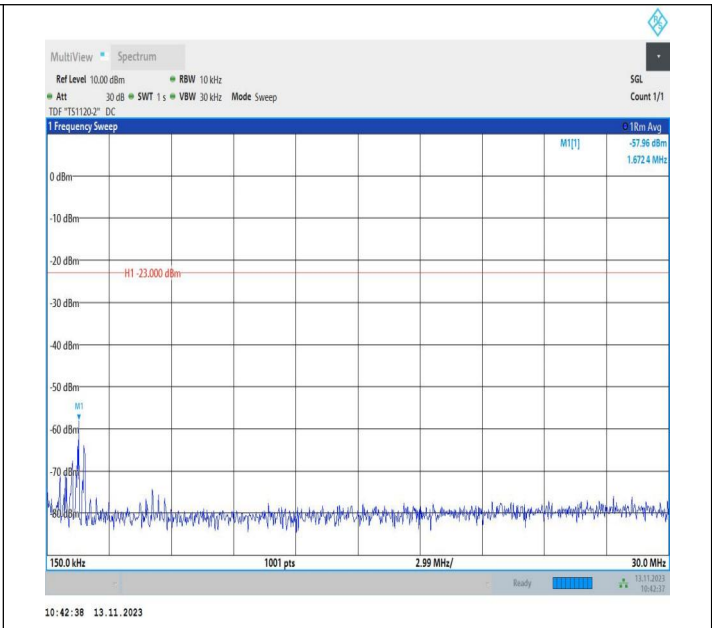 R S
MultiView Spectrum
Ref Level 10.00 dBm RBW 10 kHz SGL
Att 30 dB SWT 1 s VBW 30 kHz Mode Sweep Count 1/1
TDF "TS1120-2" DC
1 Frequency Sweep 1Rm Avg
M1[1] -57.96 dBm
1.672 4 MHz
0 dBm
-10 dBm
-20 dBm
H1 -23.000 dBm
-30 dBm
-40 dBm
-50 dBm
M1
-60 dBm
-70 dBm
-80 dBm
150.0 kHz 1001 pts 2.99 MHz/ 30.0 MHz
Ready 13.11.2023
10:42:37
10:42:38 13.11.2023